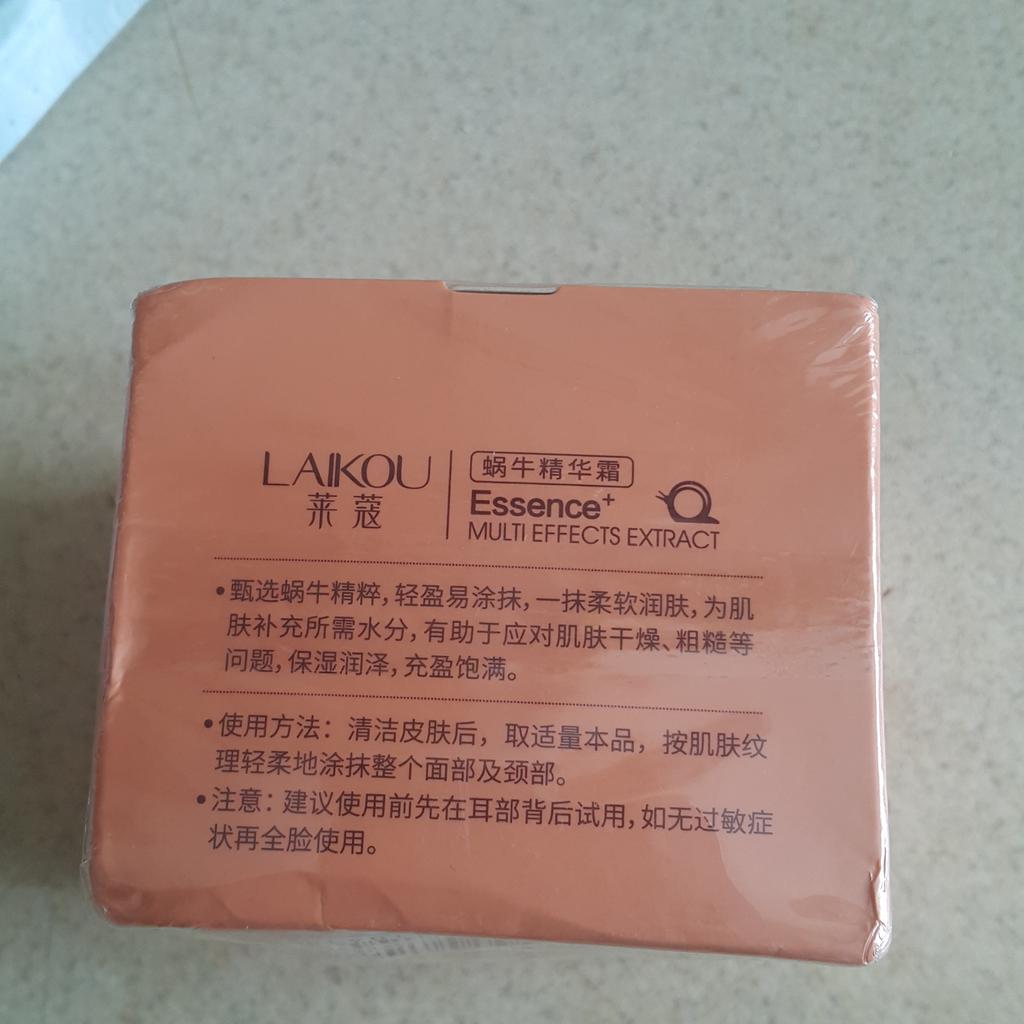 LAIKOU
莱蔻
蜗牛精华霜
Essence+
MULTI EFFECTS EXTRACT
•甄选蜗牛精粹,轻盈易涂抹,一抹柔软润肤,为肌
肤补充所需水分,有助于应对肌肤干燥、粗糙等
问题,保湿润泽,充盈饱满。
•使用方法：清洁皮肤后，取适量本品，按肌肤纹
理轻柔地涂抹整个面部及颈部。
•注意：建议使用前先在耳部背后试用,如无过敏症
状再全脸使用。